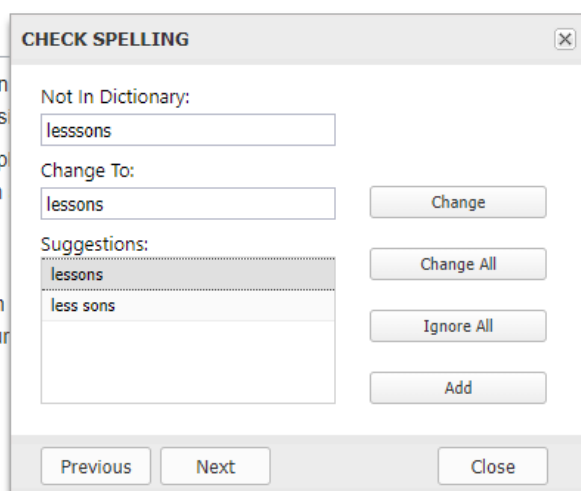 CHECK SPELLING
Not In Dictionary:
lesssons
Change To:
lessons
Change
Suggestions:
lessons
less sons
Change All
Ignore All
Add
Previous
Next
Close